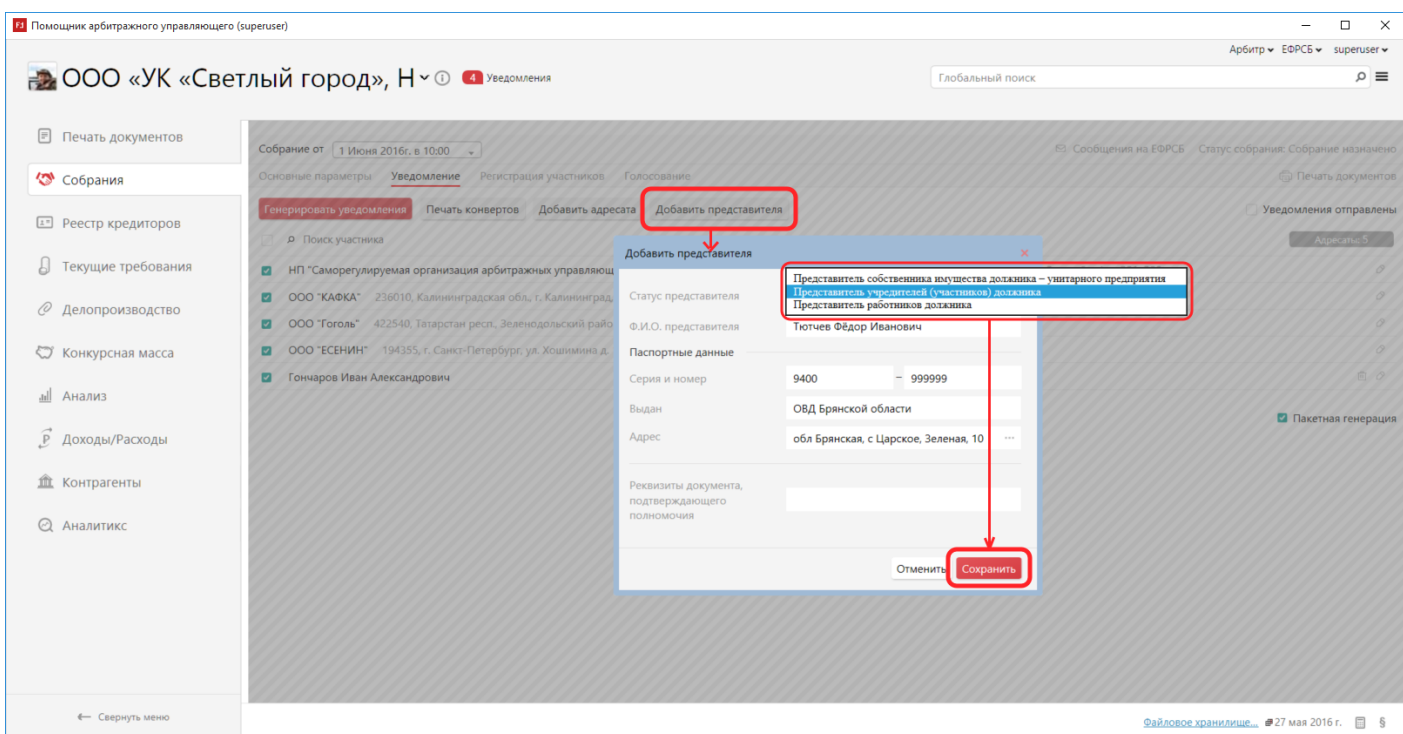 Помощник арбитражного управляющего (superuser)
Арбитр ЕФРСБ superuser
ООО «УК «Светлый город», Н 4 Уведомления
Глобальный поиск
Печать документов
Собрания
Реестр кредиторов
Текущие требования
Делопроизводство
Конкурсная масса
Анализ
Доходы/Расходы
Контрагенты
Аналитикс
Свернуть меню
Собрание от 1 Июня 2016г. в 10:00
Сообщения на ЕФРСБ Статус собрания: Собрание назначено
Основные параметры Уведомление Регистрация участников Голосование
Печать документов
Генерировать уведомления Печать конвертов Добавить адресата Добавить представителя
Уведомления отправлены
Поиск участника
Адресаты: 5
НП "Саморегулируемая организация арбитражных управляющ
ООО "КАФКА" 236010, Калининградская обл., г. Калининград,
ООО "Гоголь" 422540, Татарстан респ., Зеленодольский райо
ООО "ЕСЕНИН" 194355, г. Санкт-Петербург, ул. Хошимина д.
Гончаров Иван Александрович
Пакетная генерация
Добавить представителя
Статус представителя
Представитель собственника имущества должника – унитарного предприятия
Представитель учредителей (участников) должника
Представитель работников должника
Ф.И.О. представителя Тютчев Фёдор Иванович
Паспортные данные
Серия и номер 9400 – 999999
Выдан ОВД Брянской области
Адрес обл Брянская, с Царское, Зеленая, 10 ...
Реквизиты документа,
подтверждающего
полномочия
Отменить Сохранить
Файловое хранилище... 27 мая 2016 г. §